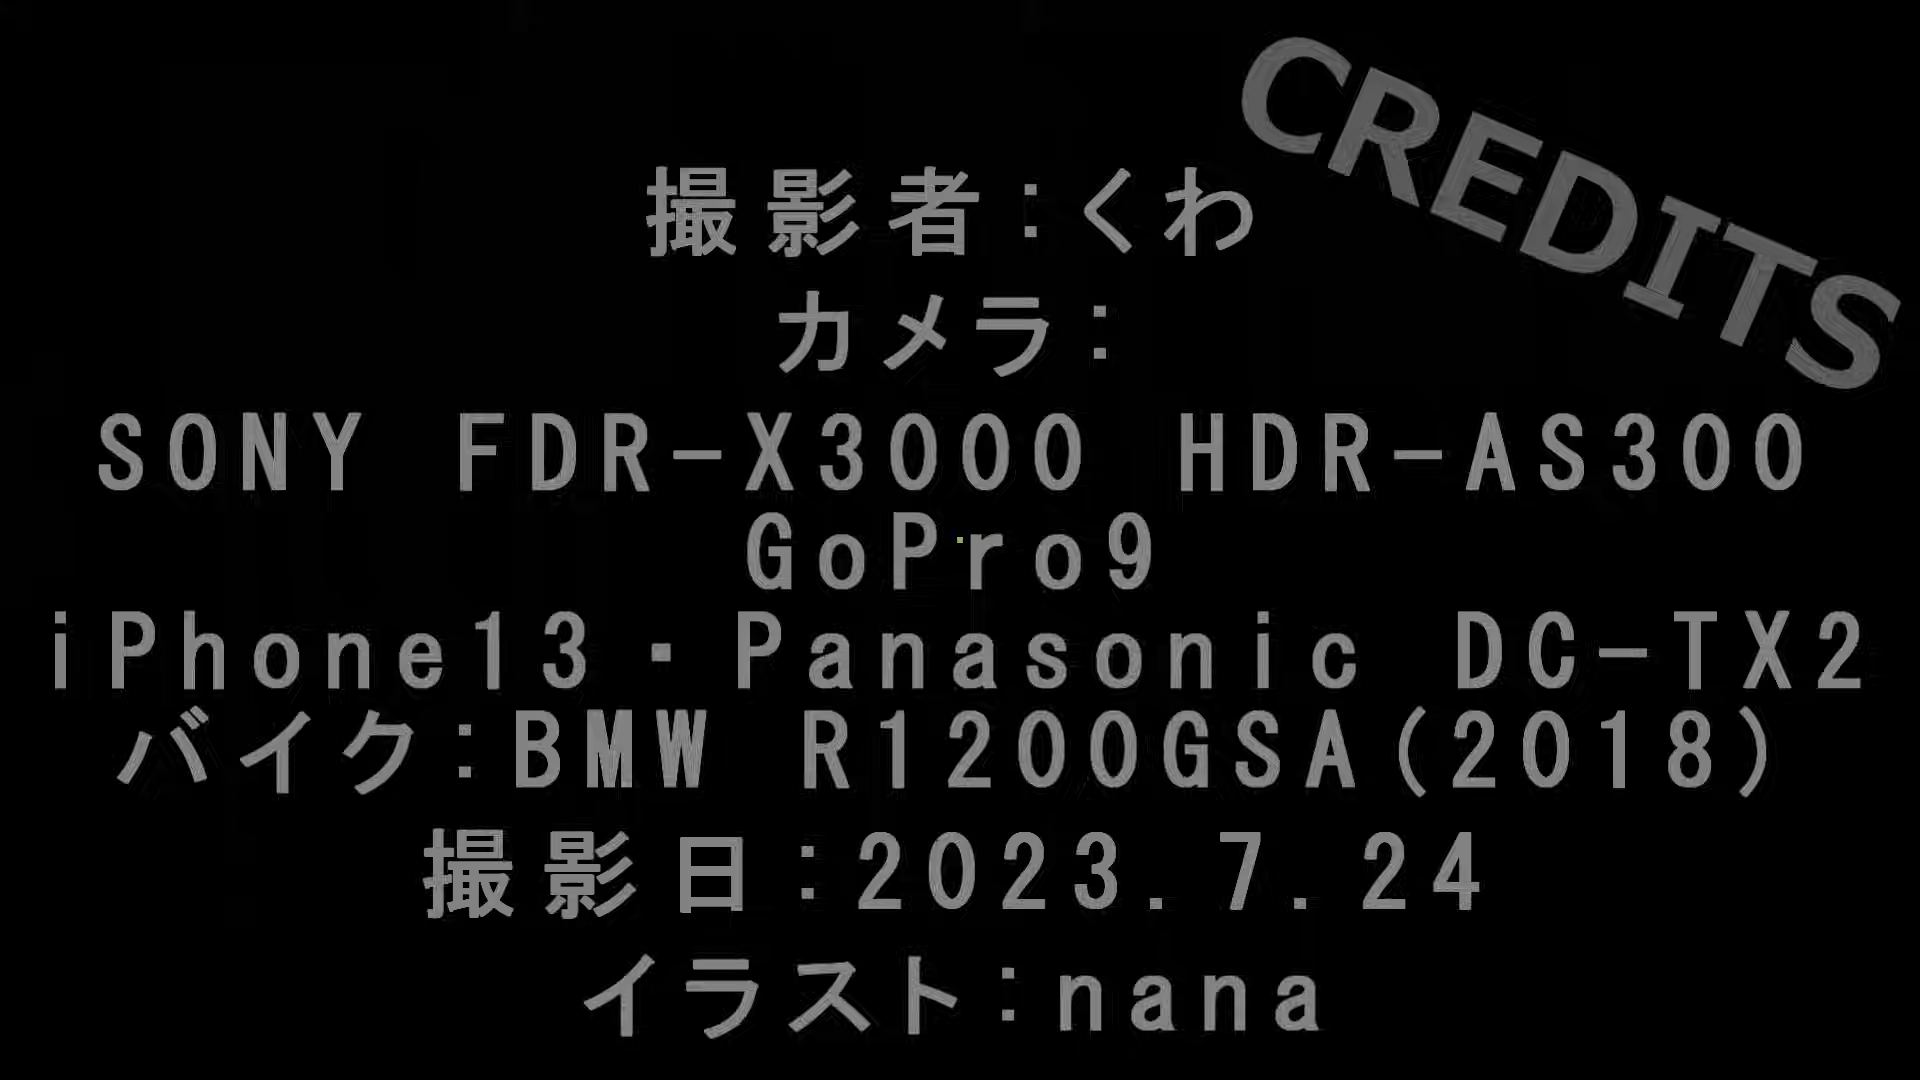 CREDITS
撮影者:くわ
カメラ:
SONY FDR-X3000 HDR-AS300
GoPro9
iPhone13・Panasonic DC-TX2
バイク:BMW R1200GSA(2018)
撮影日:2023.7.24
イラスト:nana